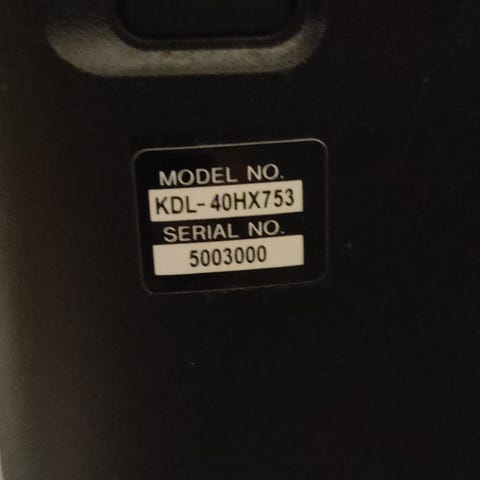 MODEL NO.
KDL-40HX753
SERIAL NO.
5003000